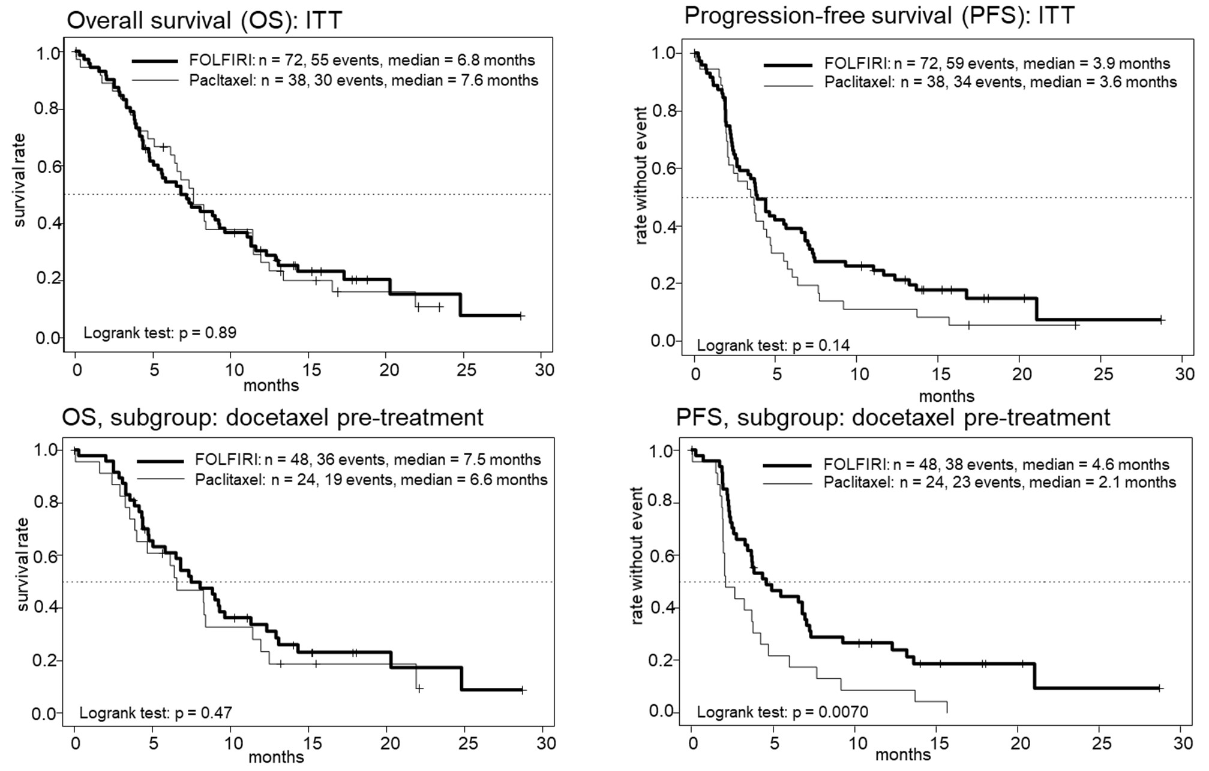 Overall survival (OS): ITT
FOLFIRI: n = 72, 55 events, median = 6.8 months
Pacltaxel: n = 38, 30 events, median = 7.6 months
survival rate
1.0
0.8
0.6
0.4
0.2
0.0
Logrank test: p = 0.89
0 5 10 15 20 25 30
months
Progression-free survival (PFS): ITT
FOLFIRI: n = 72, 59 events, median = 3.9 months
Paclitaxel: n = 38, 34 events, median = 3.6 months
rate without event
1.0
0.8
0.6
0.4
0.2
0.0
Logrank test: p = 0.14
0 5 10 15 20 25 30
months
OS, subgroup: docetaxel pre-treatment
FOLFIRI: n = 48, 36 events, median = 7.5 months
Paclitaxel: n = 24, 19 events, median = 6.6 months
survival rate
1.0
0.8
0.6
0.4
0.2
0.0
Logrank test: p = 0.47
0 5 10 15 20 25 30
months
PFS, subgroup: docetaxel pre-treatment
FOLFIRI: n = 48, 38 events, median = 4.6 months
Paclitaxel: n = 24, 23 events, median = 2.1 months
rate without event
1.0
0.8
0.6
0.4
0.2
0.0
Logrank test: p = 0.0070
0 5 10 15 20 25 30
months